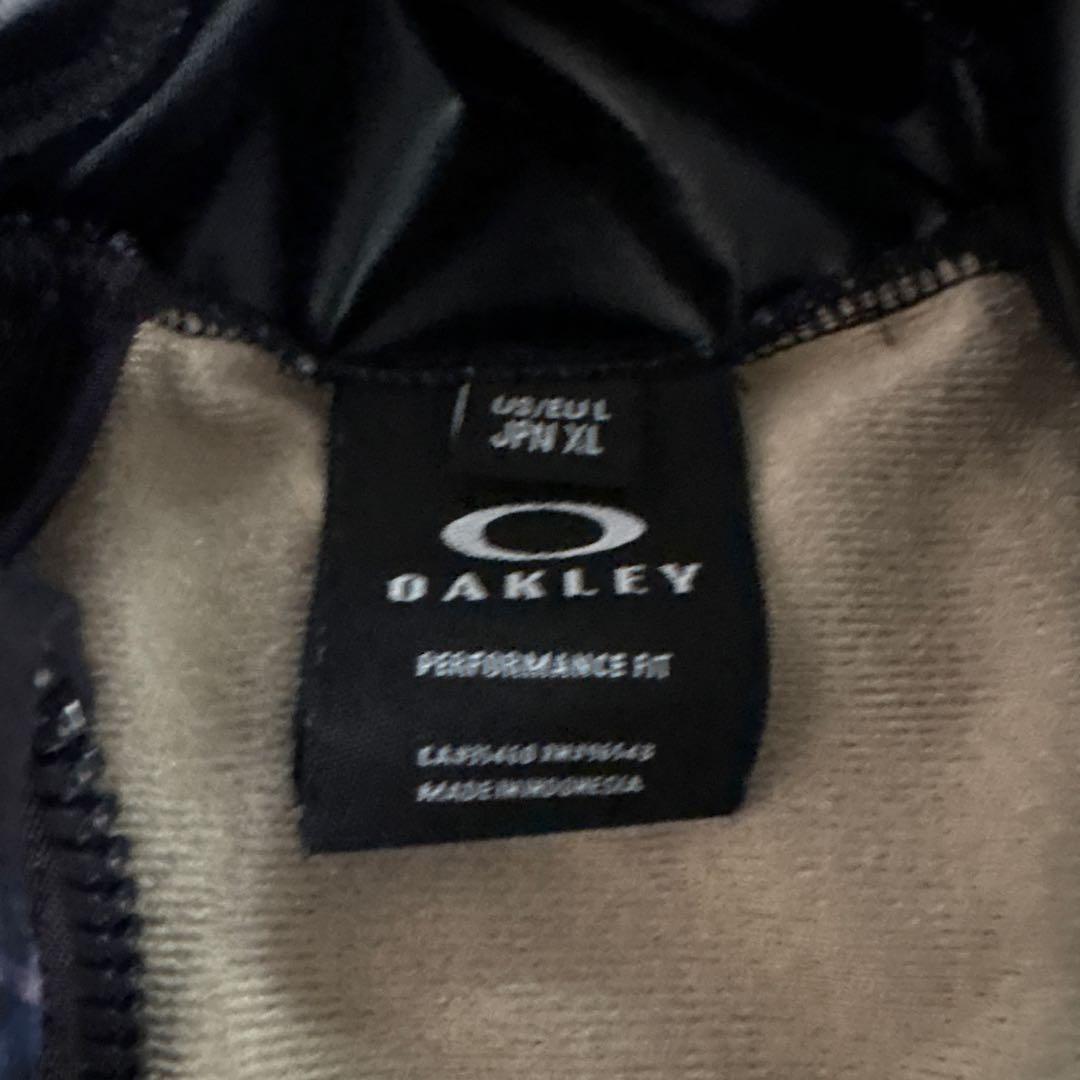 US/EU L
JPN XL
OAKLEY
PERFORMANCE FIT
MADE IN INDONESIA